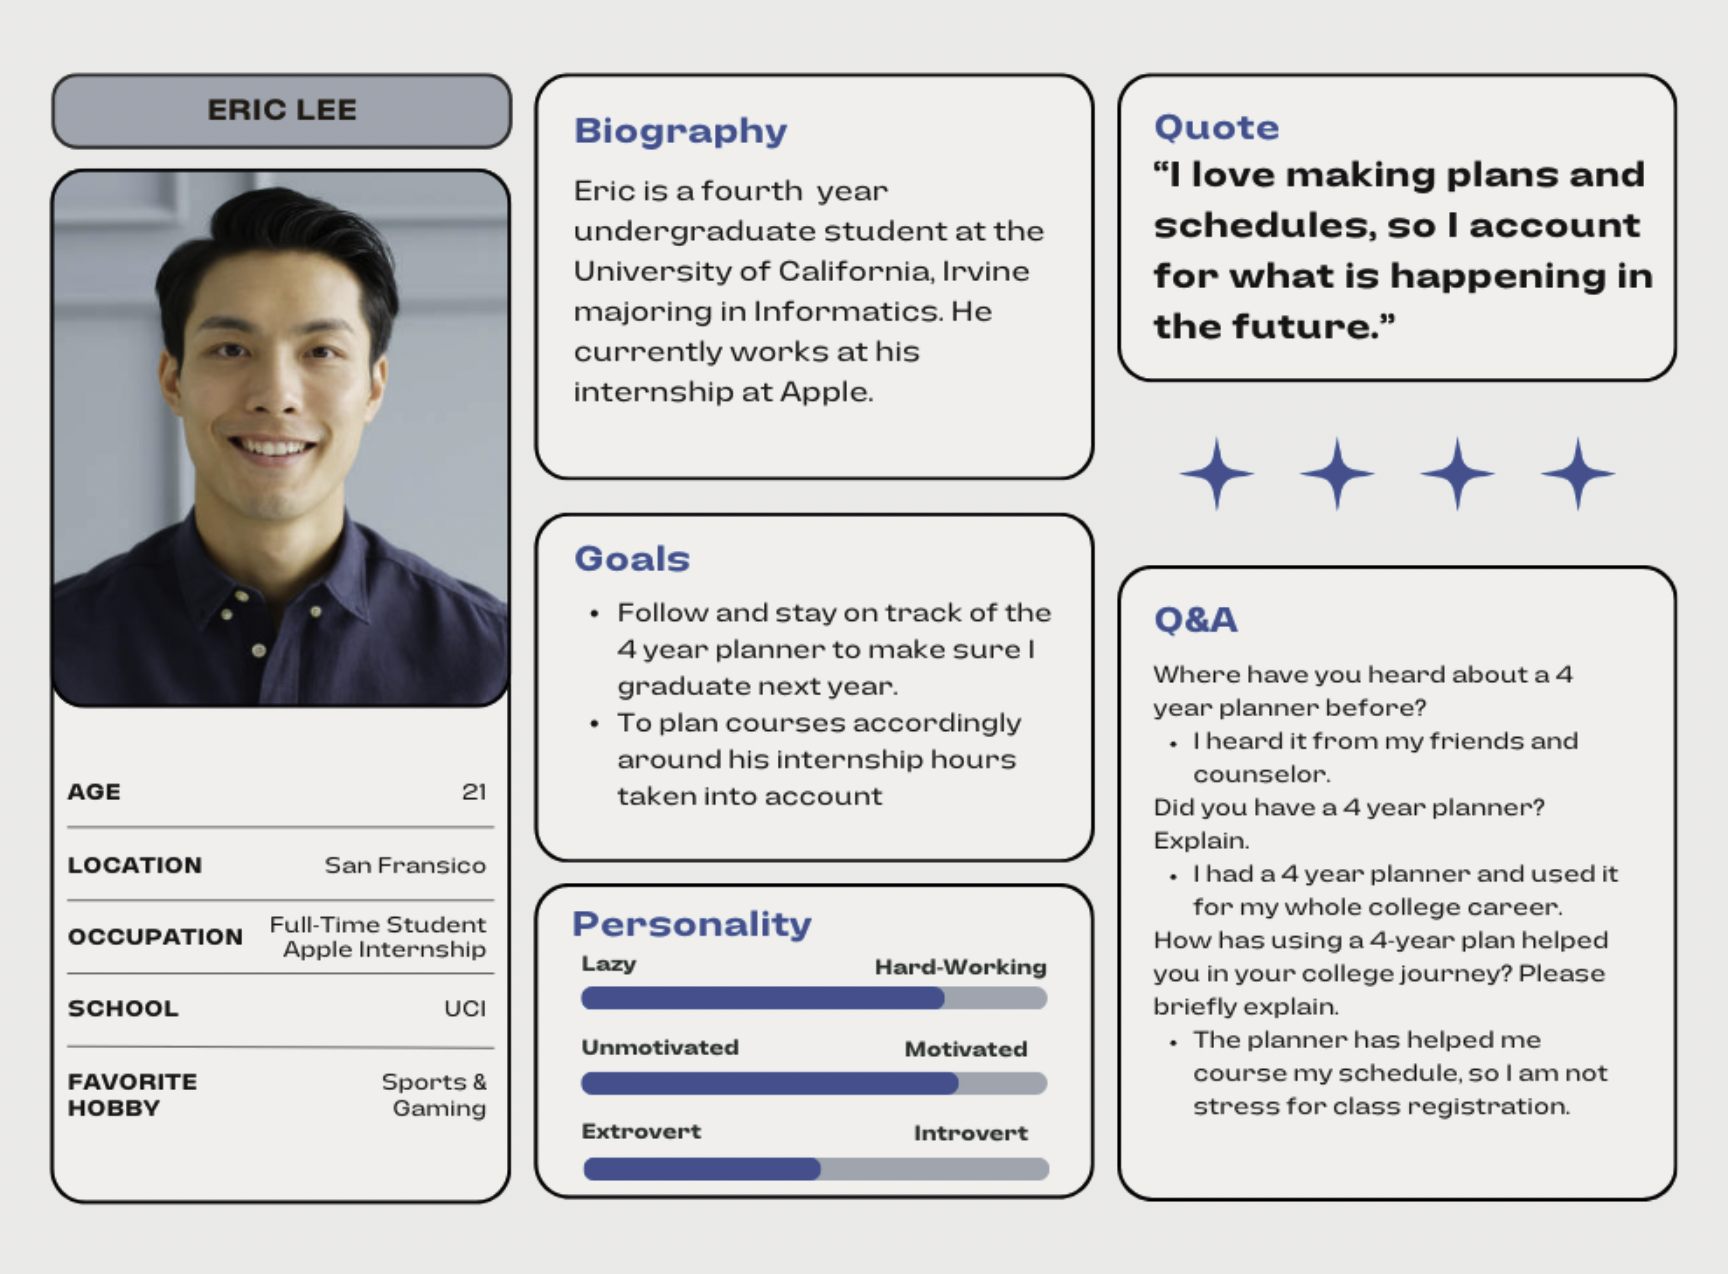 ERIC LEE
AGE 21
LOCATION San Fransico
OCCUPATION Full-Time Student
Apple Internship
SCHOOL UCI
FAVORITE
HOBBY
Sports &
Gaming
Biography
Eric is a fourth year
undergraduate student at the
University of California, Irvine
majoring in Informatics. He
currently works at his
internship at Apple.
Goals
• Follow and stay on track of the
4 year planner to make sure I
graduate next year.
• To plan courses accordingly
around his internship hours
taken into account
Personality
Lazy Hard-Working
Unmotivated Motivated
Extrovert Introvert
Quote
“I love making plans and
schedules, so I account
for what is happening in
the future.”
Q&A
Where have you heard about a 4
year planner before?
• I heard it from my friends and
counselor.
Did you have a 4 year planner?
Explain.
• I had a 4 year planner and used it
for my whole college career.
How has using a 4-year plan helped
you in your college journey? Please
briefly explain.
• The planner has helped me
course my schedule, so I am not
stress for class registration.